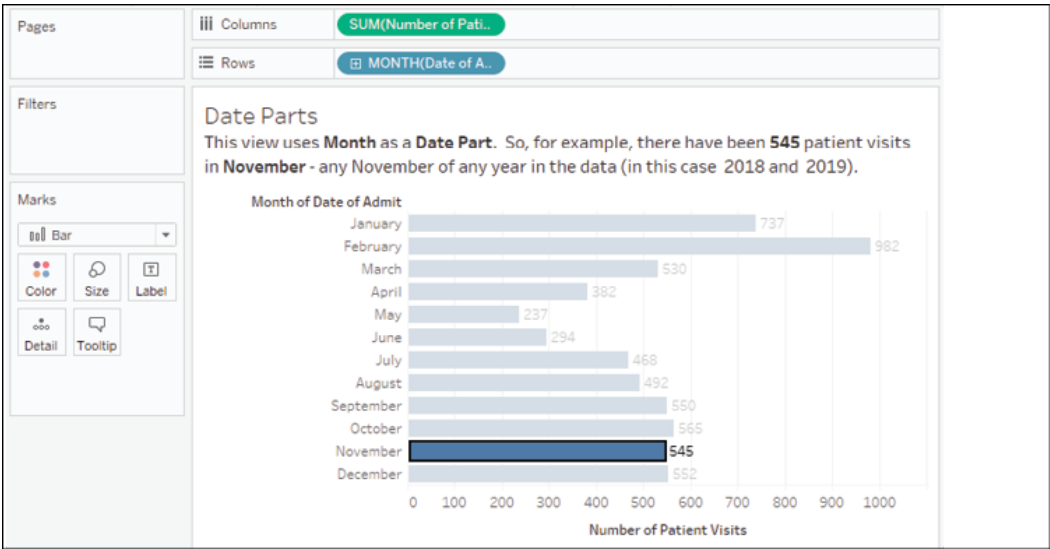 Pages
Columns
SUM(Number of Pati..
Rows
MONTH(Date of A..
Filters
Date Parts
This view uses Month as a Date Part. So, for example, there have been 545 patient visits
in November - any November of any year in the data (in this case 2018 and 2019).
Marks
Bar
Color
Size
T
Label
Detail
Tooltip
Month of Date of Admit
January 737
February 982
March 530
April 382
May 237
June 294
July 468
August 492
September 550
October 565
November 545
December 552
0 100 200 300 400 500 600 700 800 900 1000
Number of Patient Visits